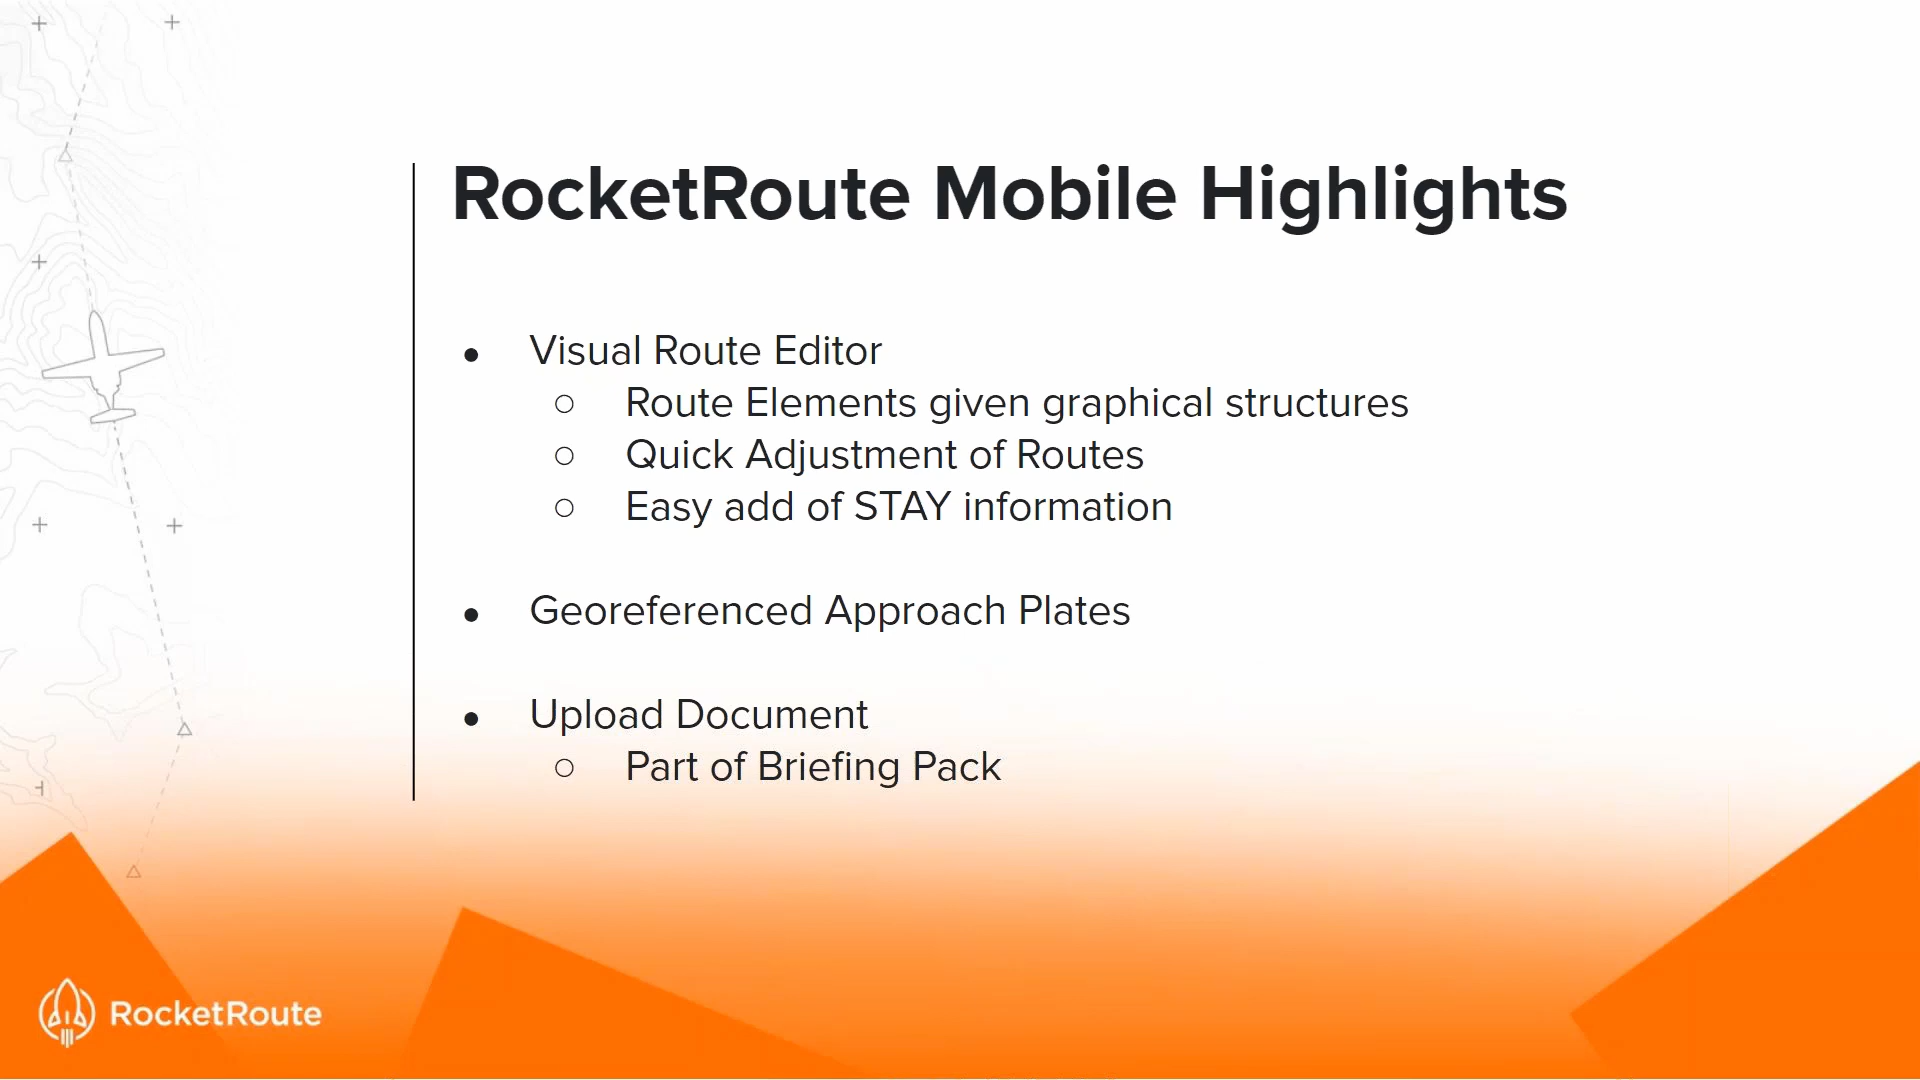 RocketRoute Mobile Highlights
● Visual Route Editor
○ Route Elements given graphical structures
○ Quick Adjustment of Routes
○ Easy add of STAY information
● Georeferenced Approach Plates
● Upload Document
○ Part of Briefing Pack
RocketRoute